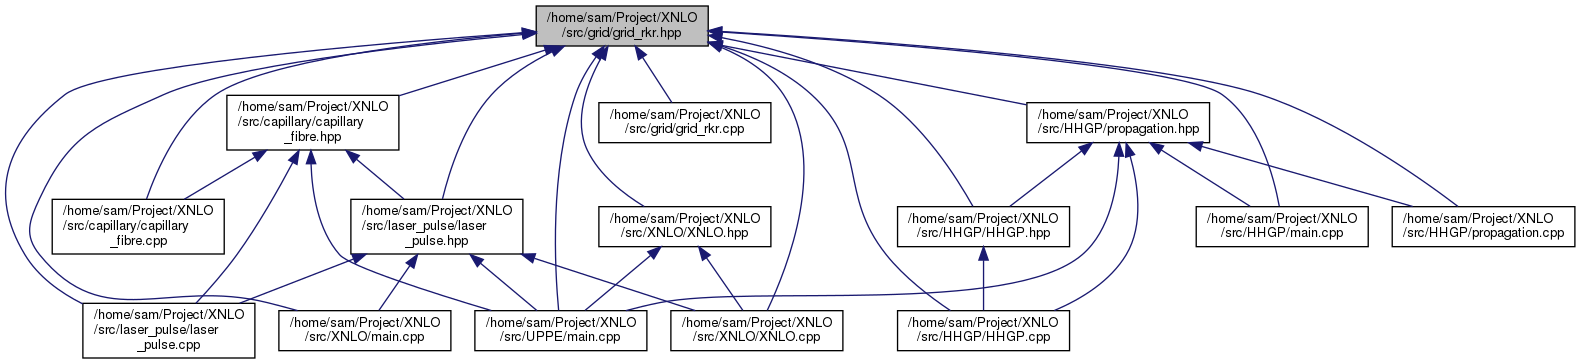 /home/sam/Project/XNLO
/src/grid/grid_rkr.hpp
/home/sam/Project/XNLO
/src/capillary/capillary
_fibre.hpp
/home/sam/Project/XNLO
/src/grid/grid_rkr.cpp
/home/sam/Project/XNLO
/src/HHGP/propagation.hpp
/home/sam/Project/XNLO
/src/capillary/capillary
_fibre.cpp
/home/sam/Project/XNLO
/src/laser_pulse/laser
_pulse.hpp
/home/sam/Project/XNLO
/src/XNLO/XNLO.hpp
/home/sam/Project/XNLO
/src/HHGP/HHGP.hpp
/home/sam/Project/XNLO
/src/HHGP/main.cpp
/home/sam/Project/XNLO
/src/HHGP/propagation.cpp
/home/sam/Project/XNLO
/src/laser_pulse/laser
_pulse.cpp
/home/sam/Project/XNLO
/src/XNLO/main.cpp
/home/sam/Project/XNLO
/src/UPPE/main.cpp
/home/sam/Project/XNLO
/src/XNLO/XNLO.cpp
/home/sam/Project/XNLO
/src/HHGP/HHGP.cpp